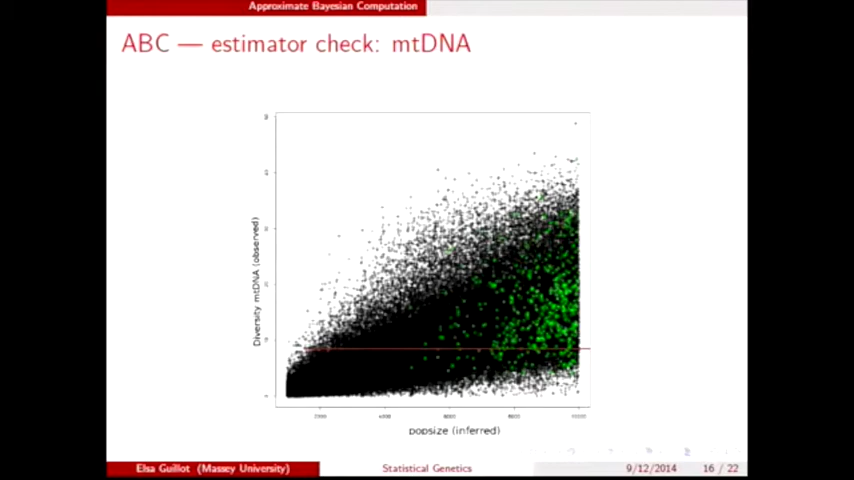 Approximate Bayesian Computation
ABC — estimator check: mtDNA
Diversity mtDNA (observed)
popsize (inferred)
Elsa Guillot (Massey University)
Statistical Genetics
9/12/2014
16 / 22